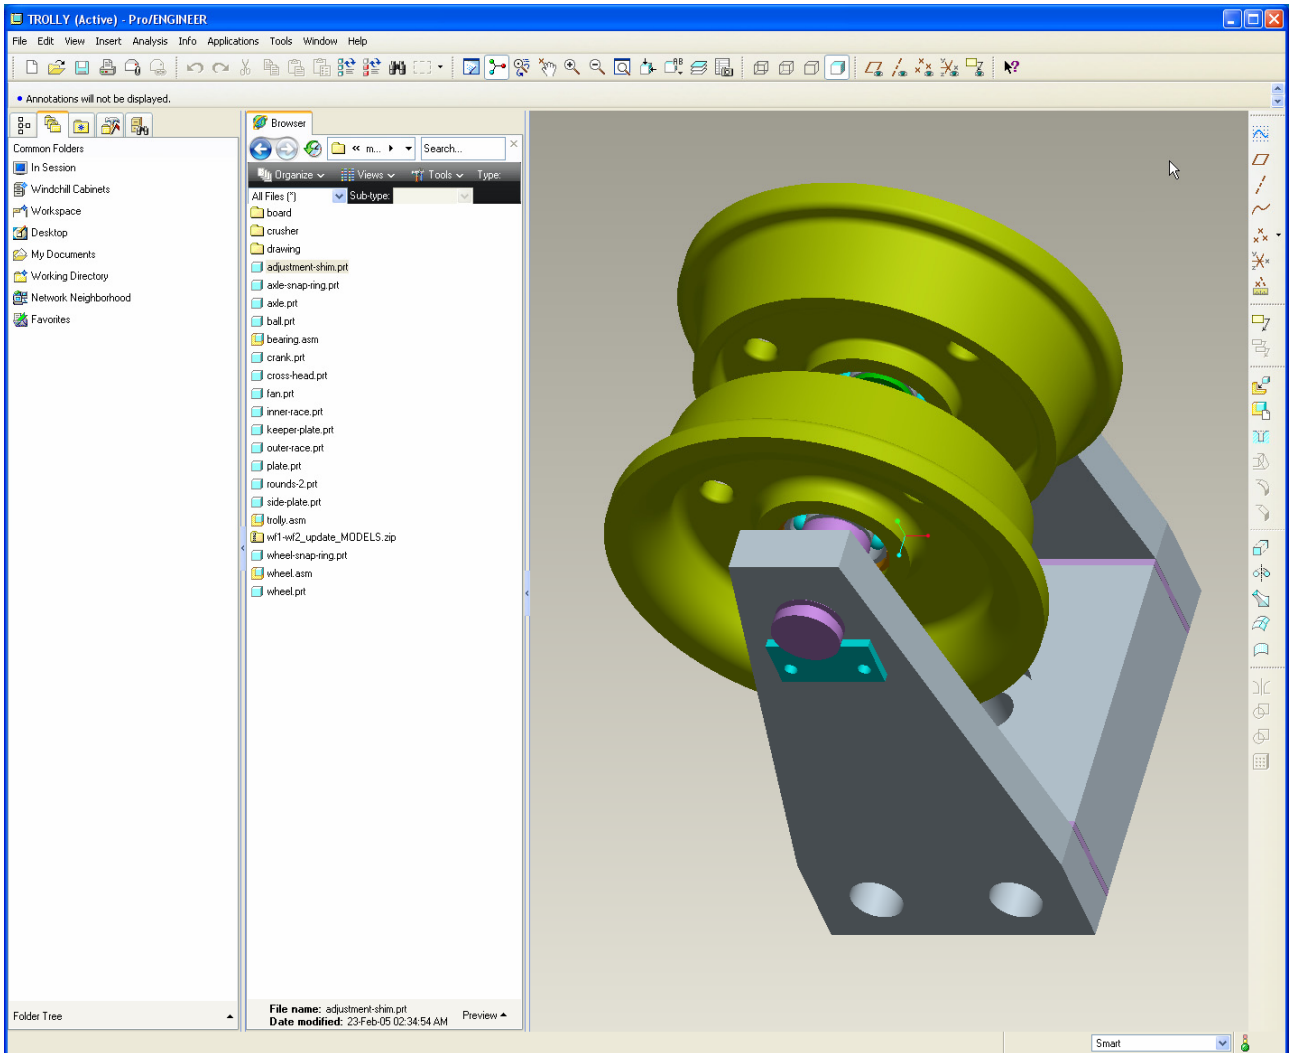 TROLLY (Active) - Pro/ENGINEER
File Edit View Insert Analysis Info Applications Tools Window Help
• Annotations will not be displayed.
Browser
Common Folders
« m...
Search...
In Session
Organize Views Tools Type:
Windchill Cabinets
All Files (*) Sub-type:
Workspace
Desktop
My Documents
Working Directory
Network Neighborhood
Favorites
board
crusher
drawing
adjustment-shim.prt
axle-snap-ring.prt
axle.prt
ball.prt
bearing.asm
crank.prt
cross-head.prt
fan.prt
inner-race.prt
keeper-plate.prt
outer-race.prt
plate.prt
rounds-2.prt
side-plate.prt
trolly.asm
wf1-wf2_update_MODELS.zip
wheel-snap-ring.prt
wheel.asm
wheel.prt
Folder Tree
File name: adjustment-shim.prt
Date modified: 23-Feb-05 02:34:54 AM
Preview
Smart